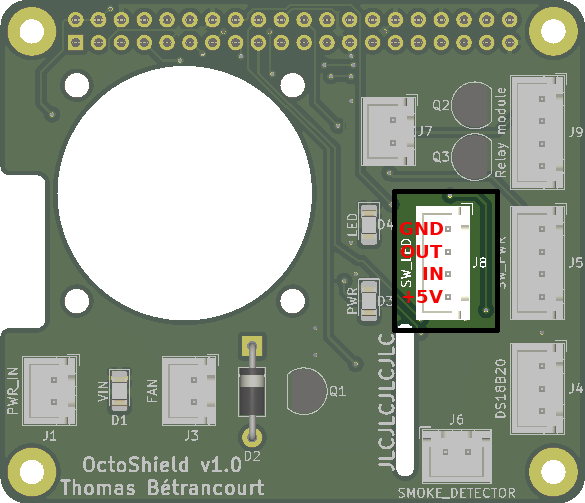 Q2
J7
Q3
Relay module
J9
LED
D4
GND
OUT
IN
+5V
SW_LED
J8
SW_PWR
J5
PWR
D3
PWR_IN
J1
VIN
D1
FAN
J3
D2
Q1
JLCJLCJLCJLC
DS18B20
J4
J6
SMOKE_DETECTOR
OctoShield v1.0
Thomas Bétrancourt